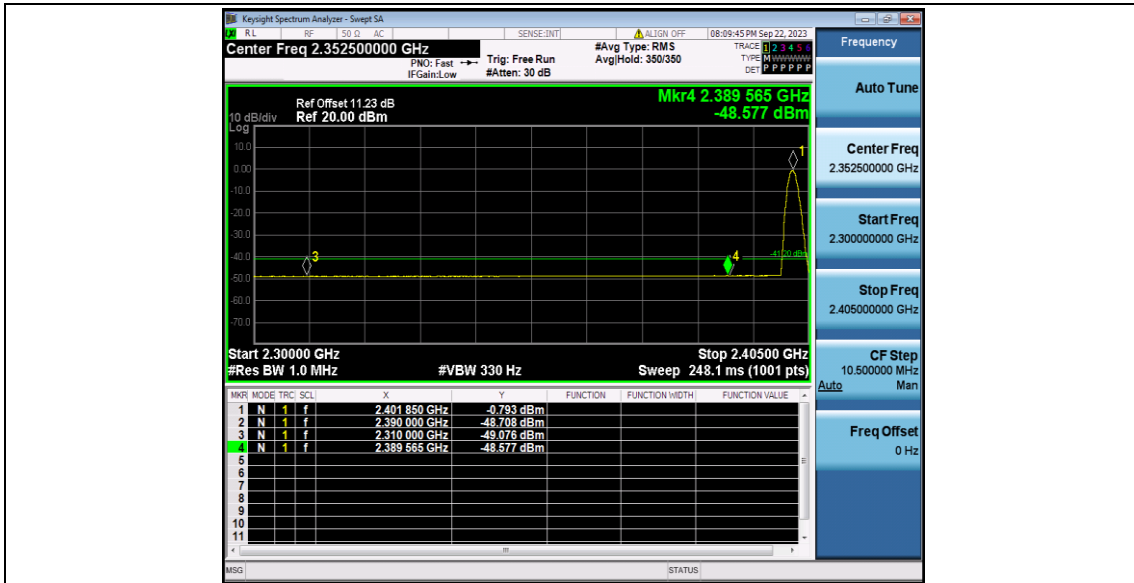 Keysight Spectrum Analyzer - Swept SA
RL RF 50 Ω AC SENSE:INT ALIGN OFF 08:09:45 PM Sep 22, 2023
Center Freq 2.352500000 GHz
PNO: Fast
IFGain:Low
Trig: Free Run
#Atten: 30 dB
#Avg Type: RMS
Avg|Hold: 350/350
TRACE 1 2 3 4 5 6
TYPE M WWWWW
DET P P P P P P
Mkr4 2.389 565 GHz
-48.577 dBm
Ref Offset 11.23 dB
10 dB/div Ref 20.00 dBm
Log
10.0
0.00
-10.0
-20.0
-30.0
-40.0
-50.0
-60.0
-70.0
1
3
4
-41.20 dBm
Start 2.30000 GHz Stop 2.40500 GHz
#Res BW 1.0 MHz #VBW 330 Hz Sweep 248.1 ms (1001 pts)
MKR MODE TRC SCL X Y FUNCTION FUNCTION WIDTH FUNCTION VALUE
1 N 1 f 2.401 850 GHz -0.793 dBm
2 N 1 f 2.390 000 GHz -48.708 dBm
3 N 1 f 2.310 000 GHz -49.076 dBm
4 N 1 f 2.389 565 GHz -48.577 dBm
5
6
7
8
9
10
11
MSG STATUS
Frequency
Auto Tune
Center Freq
2.352500000 GHz
Start Freq
2.300000000 GHz
Stop Freq
2.405000000 GHz
CF Step
10.500000 MHz
Auto Man
Freq Offset
0 Hz